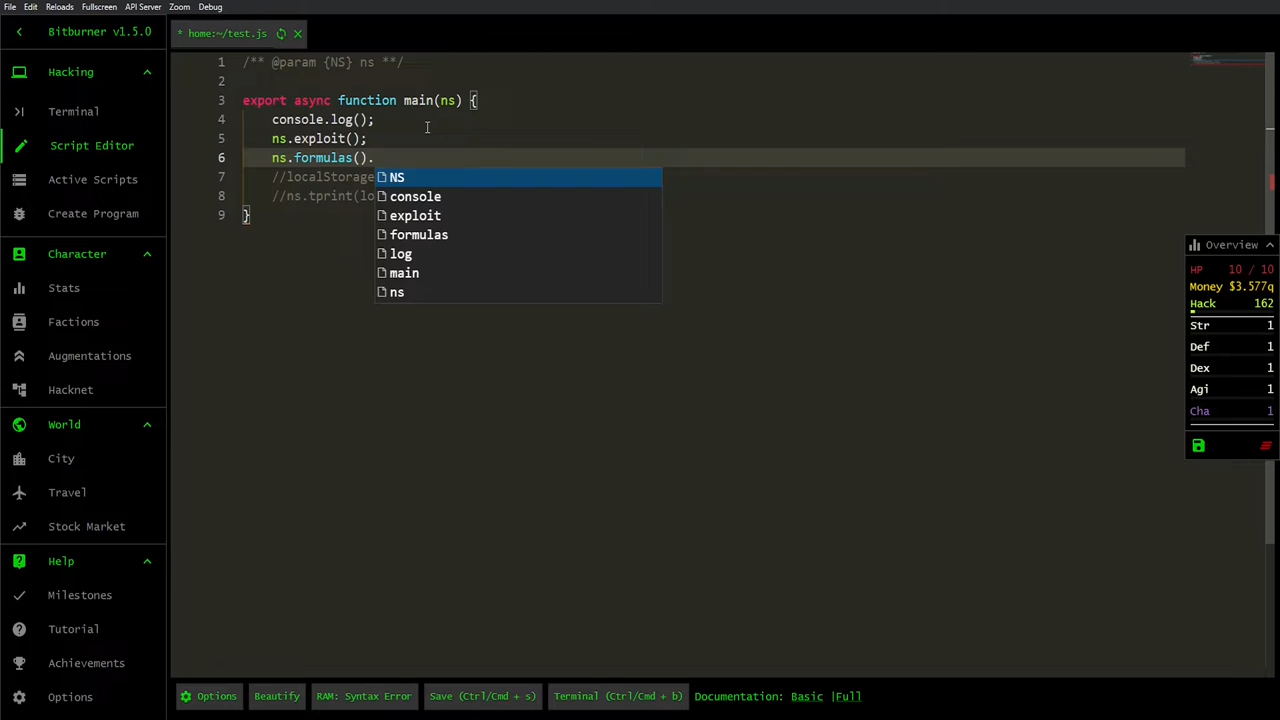 File Edit Reloads Fullscreen API Server Zoom Debug
Bitburner v1.5.0
Hacking
Terminal
Script Editor
Active Scripts
Create Program
Character
Stats
Factions
Augmentations
Hacknet
World
City
Travel
Stock Market
Help
Milestones
Tutorial
Achievements
Options
* home:~/test.js
1 /** @param {NS} ns **/
2
3 export async function main(ns) {
4 console.log();
5 ns.exploit();
6 ns.formulas().
7 //localStorage
8 //ns.tprint(lo
9 }
NS
console
exploit
formulas
log
main
ns
Overview
HP 10 / 10
Money $3.577q
Hack 162
Str 1
Def 1
Dex 1
Agi 1
Cha 1
Options Beautify RAM: Syntax Error Save (Ctrl/Cmd + s) Terminal (Ctrl/Cmd + b) Documentation: Basic |Full